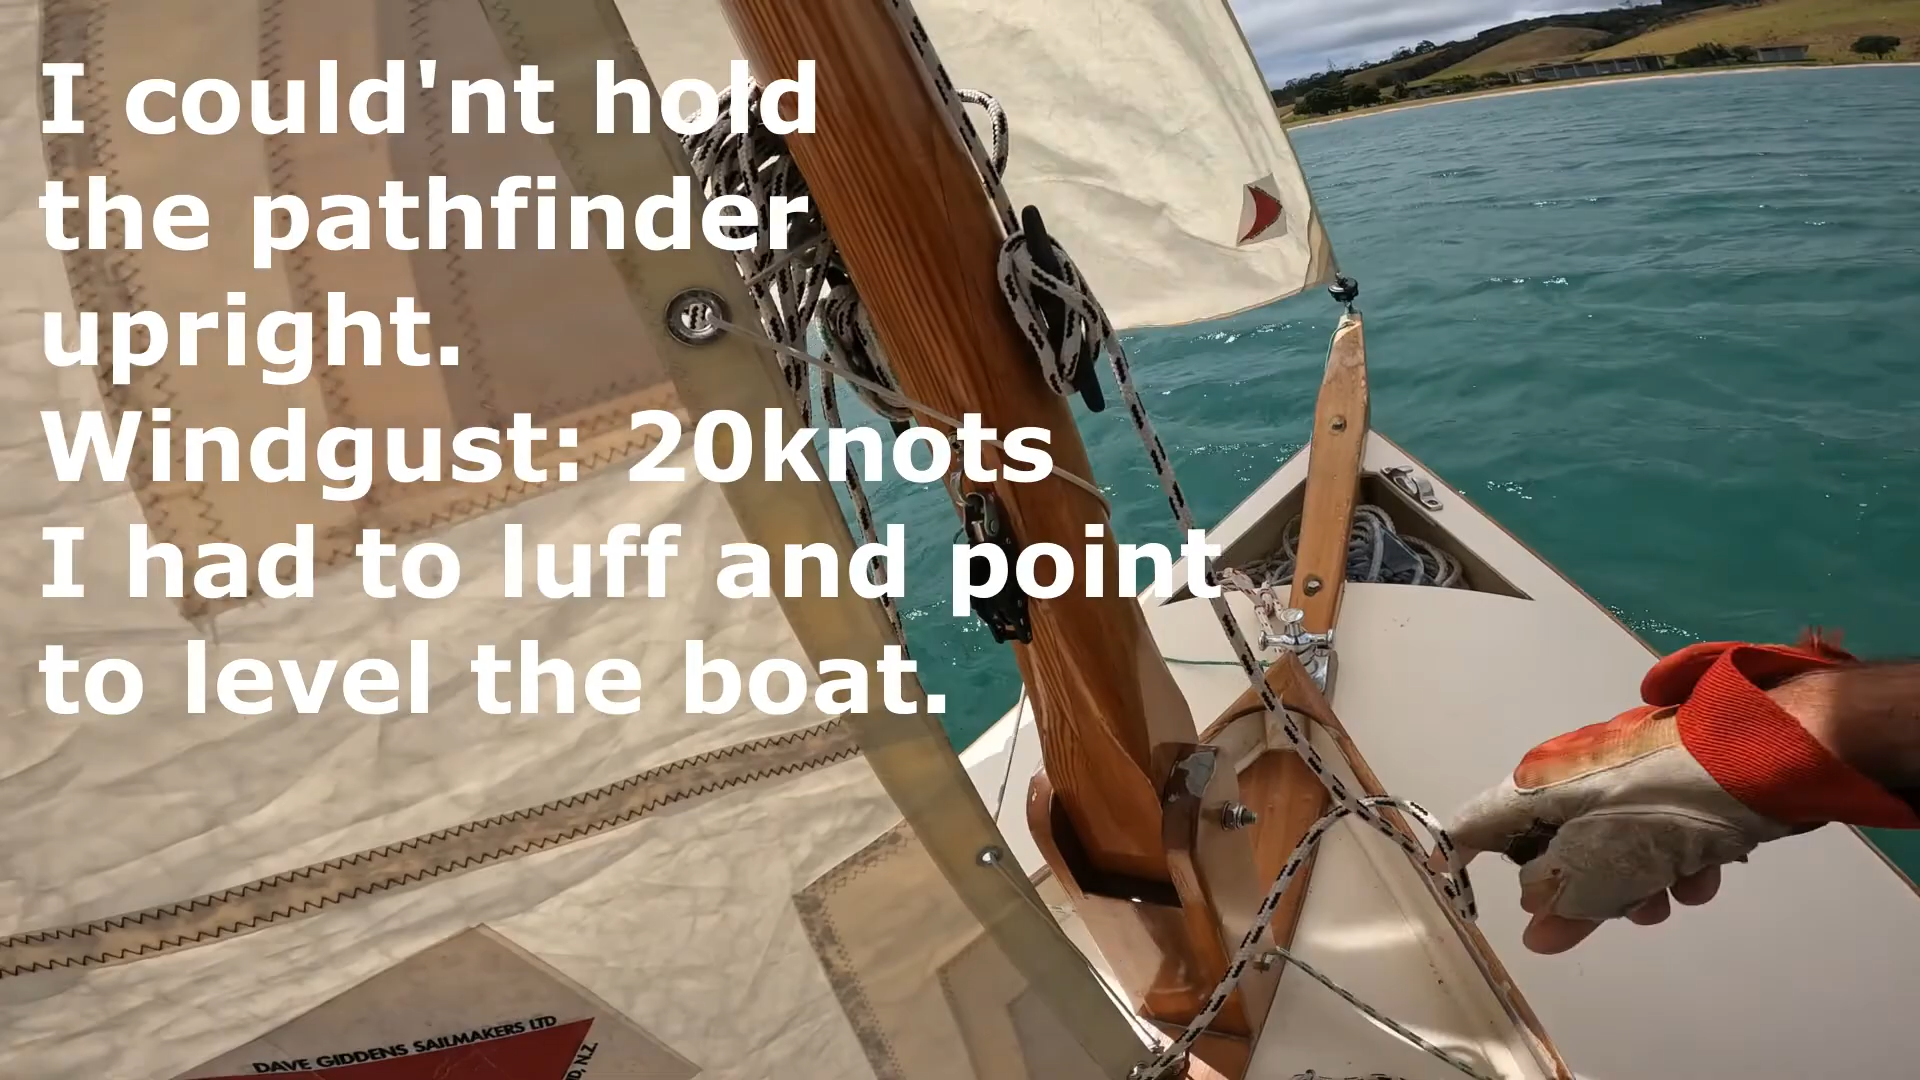 I could'nt hold
the pathfinder
upright.
Windgust: 20knots
I had to luff and point
to level the boat.
DAVE GIDDENS SAILMAKERS LTD
N.Z.